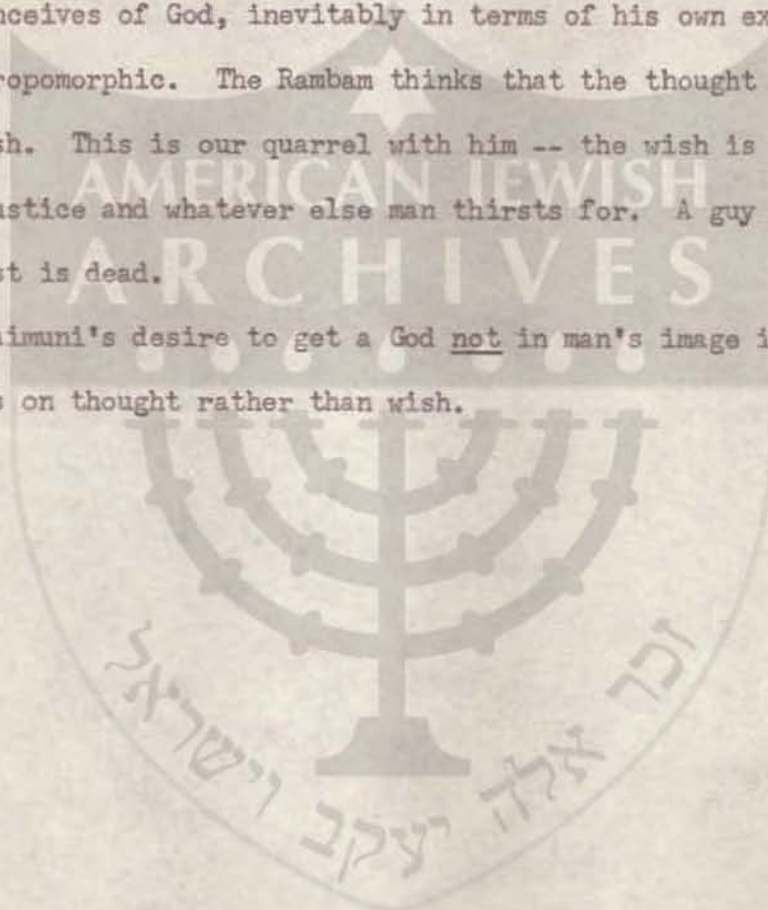 nceives of God, inevitably in terms of his own ex
ropomorphic. The Rambam thinks that the thought
sh. This is our quarrel with him -- the wish is
ustice and whatever else man thirsts for. A guy
st is dead.
imuni's desire to get a God not in man's image i
s on thought rather than wish.
AMERICAN JEWISH
ARCHIVES
זכר אלה יעקב וישראל